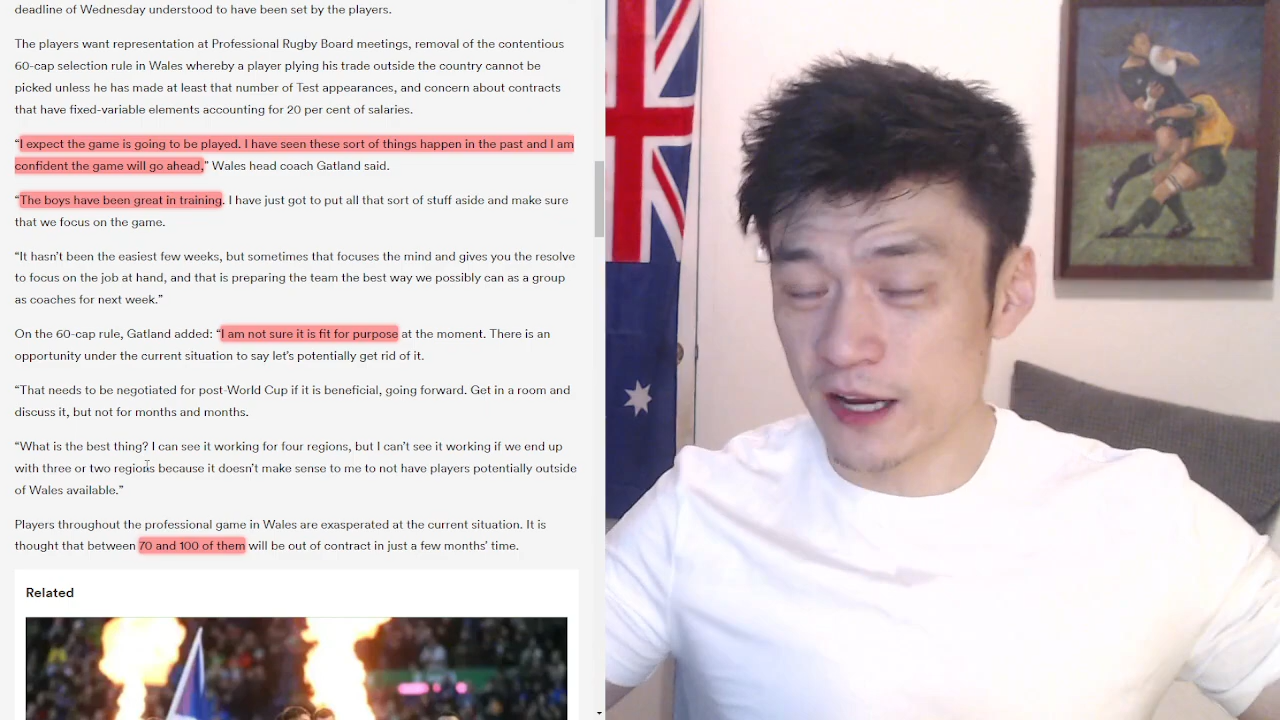 deadline of Wednesday understood to have been set by the players.
The players want representation at Professional Rugby Board meetings, removal of the contentious
60-cap selection rule in Wales whereby a player plying his trade outside the country cannot be
picked unless he has made at least that number of Test appearances, and concern about contracts
that have fixed-variable elements accounting for 20 per cent of salaries.
“I expect the game is going to be played. I have seen these sort of things happen in the past and I am
confident the game will go ahead,” Wales head coach Gatland said.
“The boys have been great in training. I have just got to put all that sort of stuff aside and make sure
that we focus on the game.
“It hasn’t been the easiest few weeks, but sometimes that focuses the mind and gives you the resolve
to focus on the job at hand, and that is preparing the team the best way we possibly can as a group
as coaches for next week.”
On the 60-cap rule, Gatland added: “I am not sure it is fit for purpose at the moment. There is an
opportunity under the current situation to say let’s potentially get rid of it.
“That needs to be negotiated for post-World Cup if it is beneficial, going forward. Get in a room and
discuss it, but not for months and months.
“What is the best thing? I can see it working for four regions, but I can’t see it working if we end up
with three or two regions because it doesn’t make sense to me to not have players potentially outside
of Wales available.”
Players throughout the professional game in Wales are exasperated at the current situation. It is
thought that between 70 and 100 of them will be out of contract in just a few months’ time.
Related